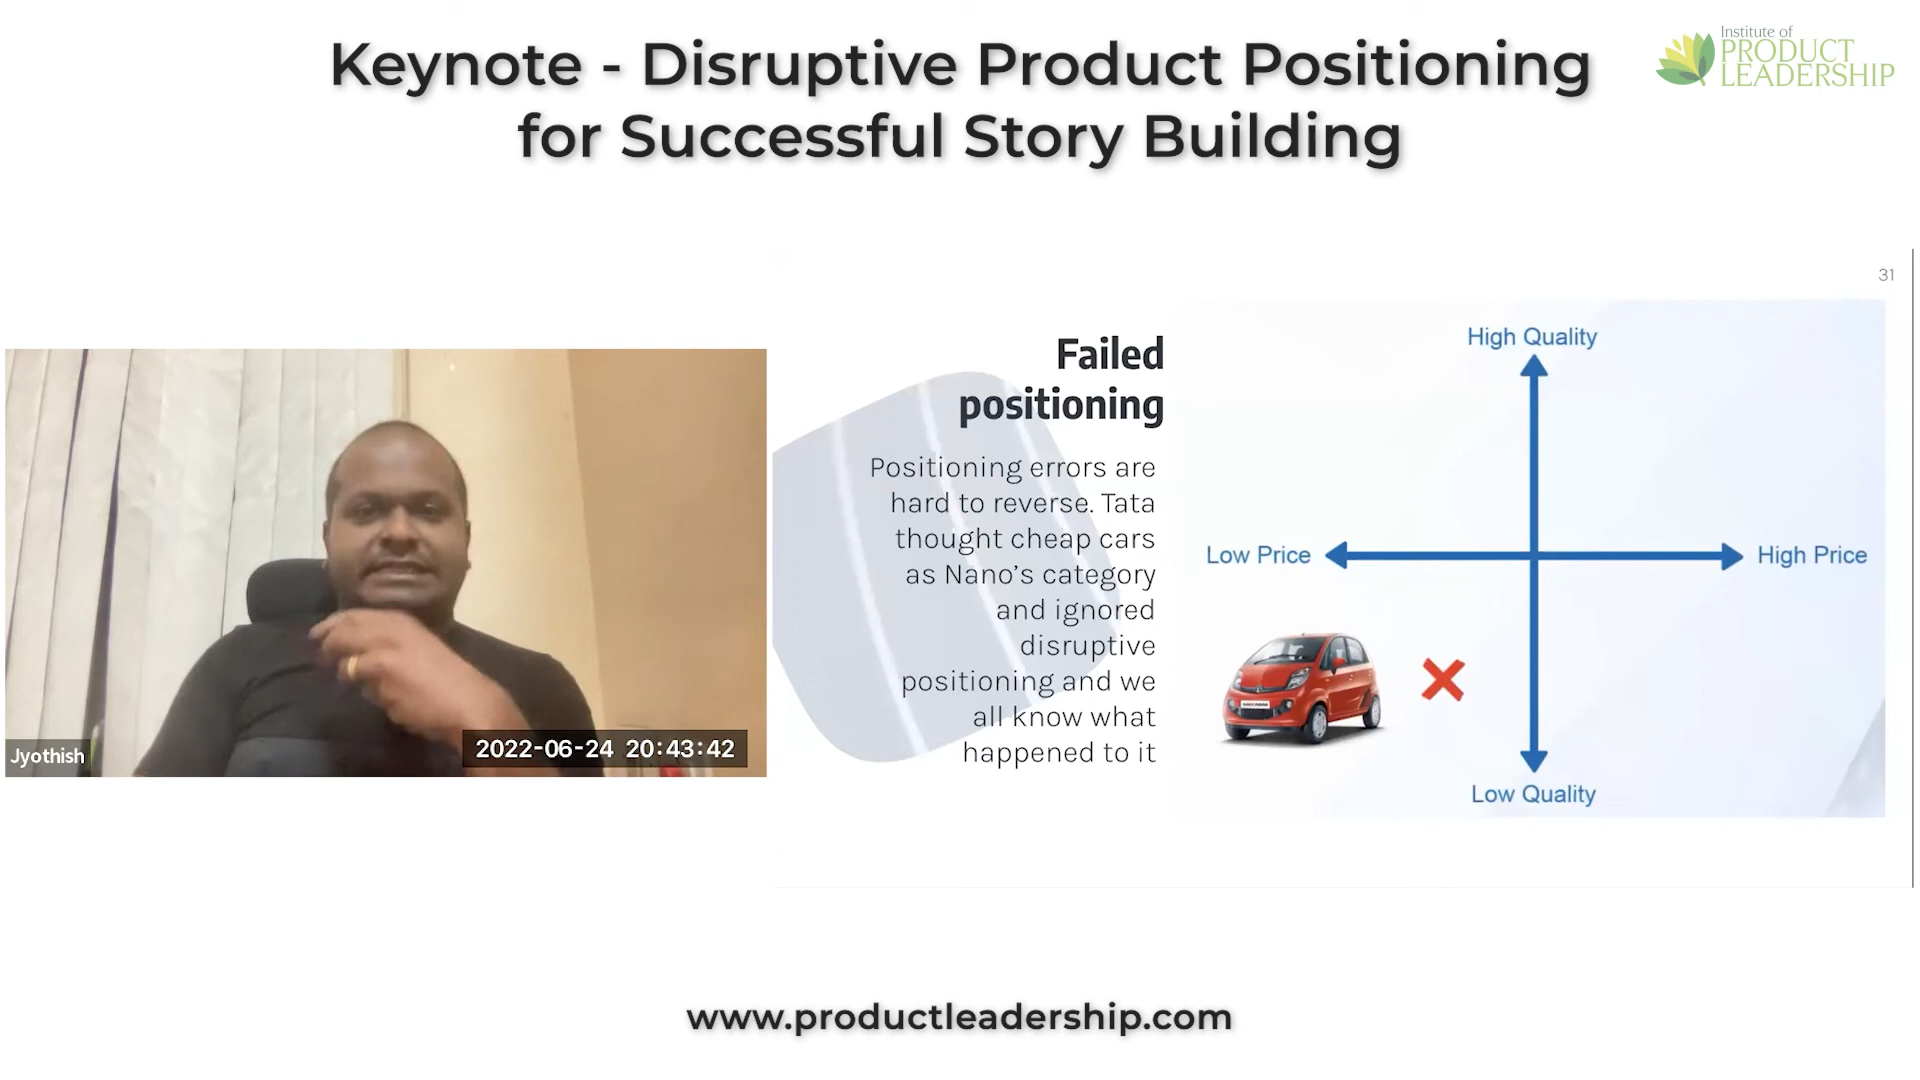 Keynote - Disruptive Product Positioning
for Successful Story Building
Institute of
PRODUCT
LEADERSHIP
31
Failed
positioning
Positioning errors are
hard to reverse. Tata
thought cheap cars
as Nano's category
and ignored
disruptive
positioning and we
all know what
happened to it
High Quality
Low Price
High Price
Low Quality
Jyothish
2022-06-24 20:43:42
www.productleadership.com